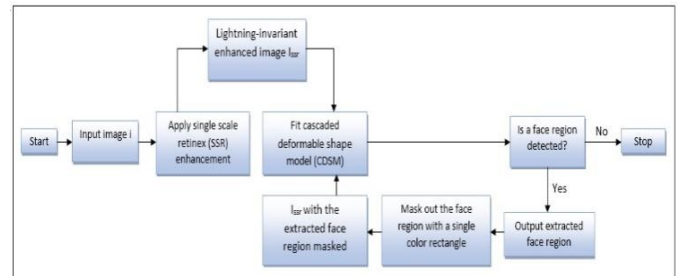 Lightning-invariant
enhanced image Issr
Start
Input image i
Apply single scale
retinex (SSR)
enhancement
Fit cascaded
deformable shape
model (CDSM)
Is a face region
detected?
No
Stop
Yes
Issr with the
extracted face
region masked
Mask out the face
region with a single
color rectangle
Output extracted
face region